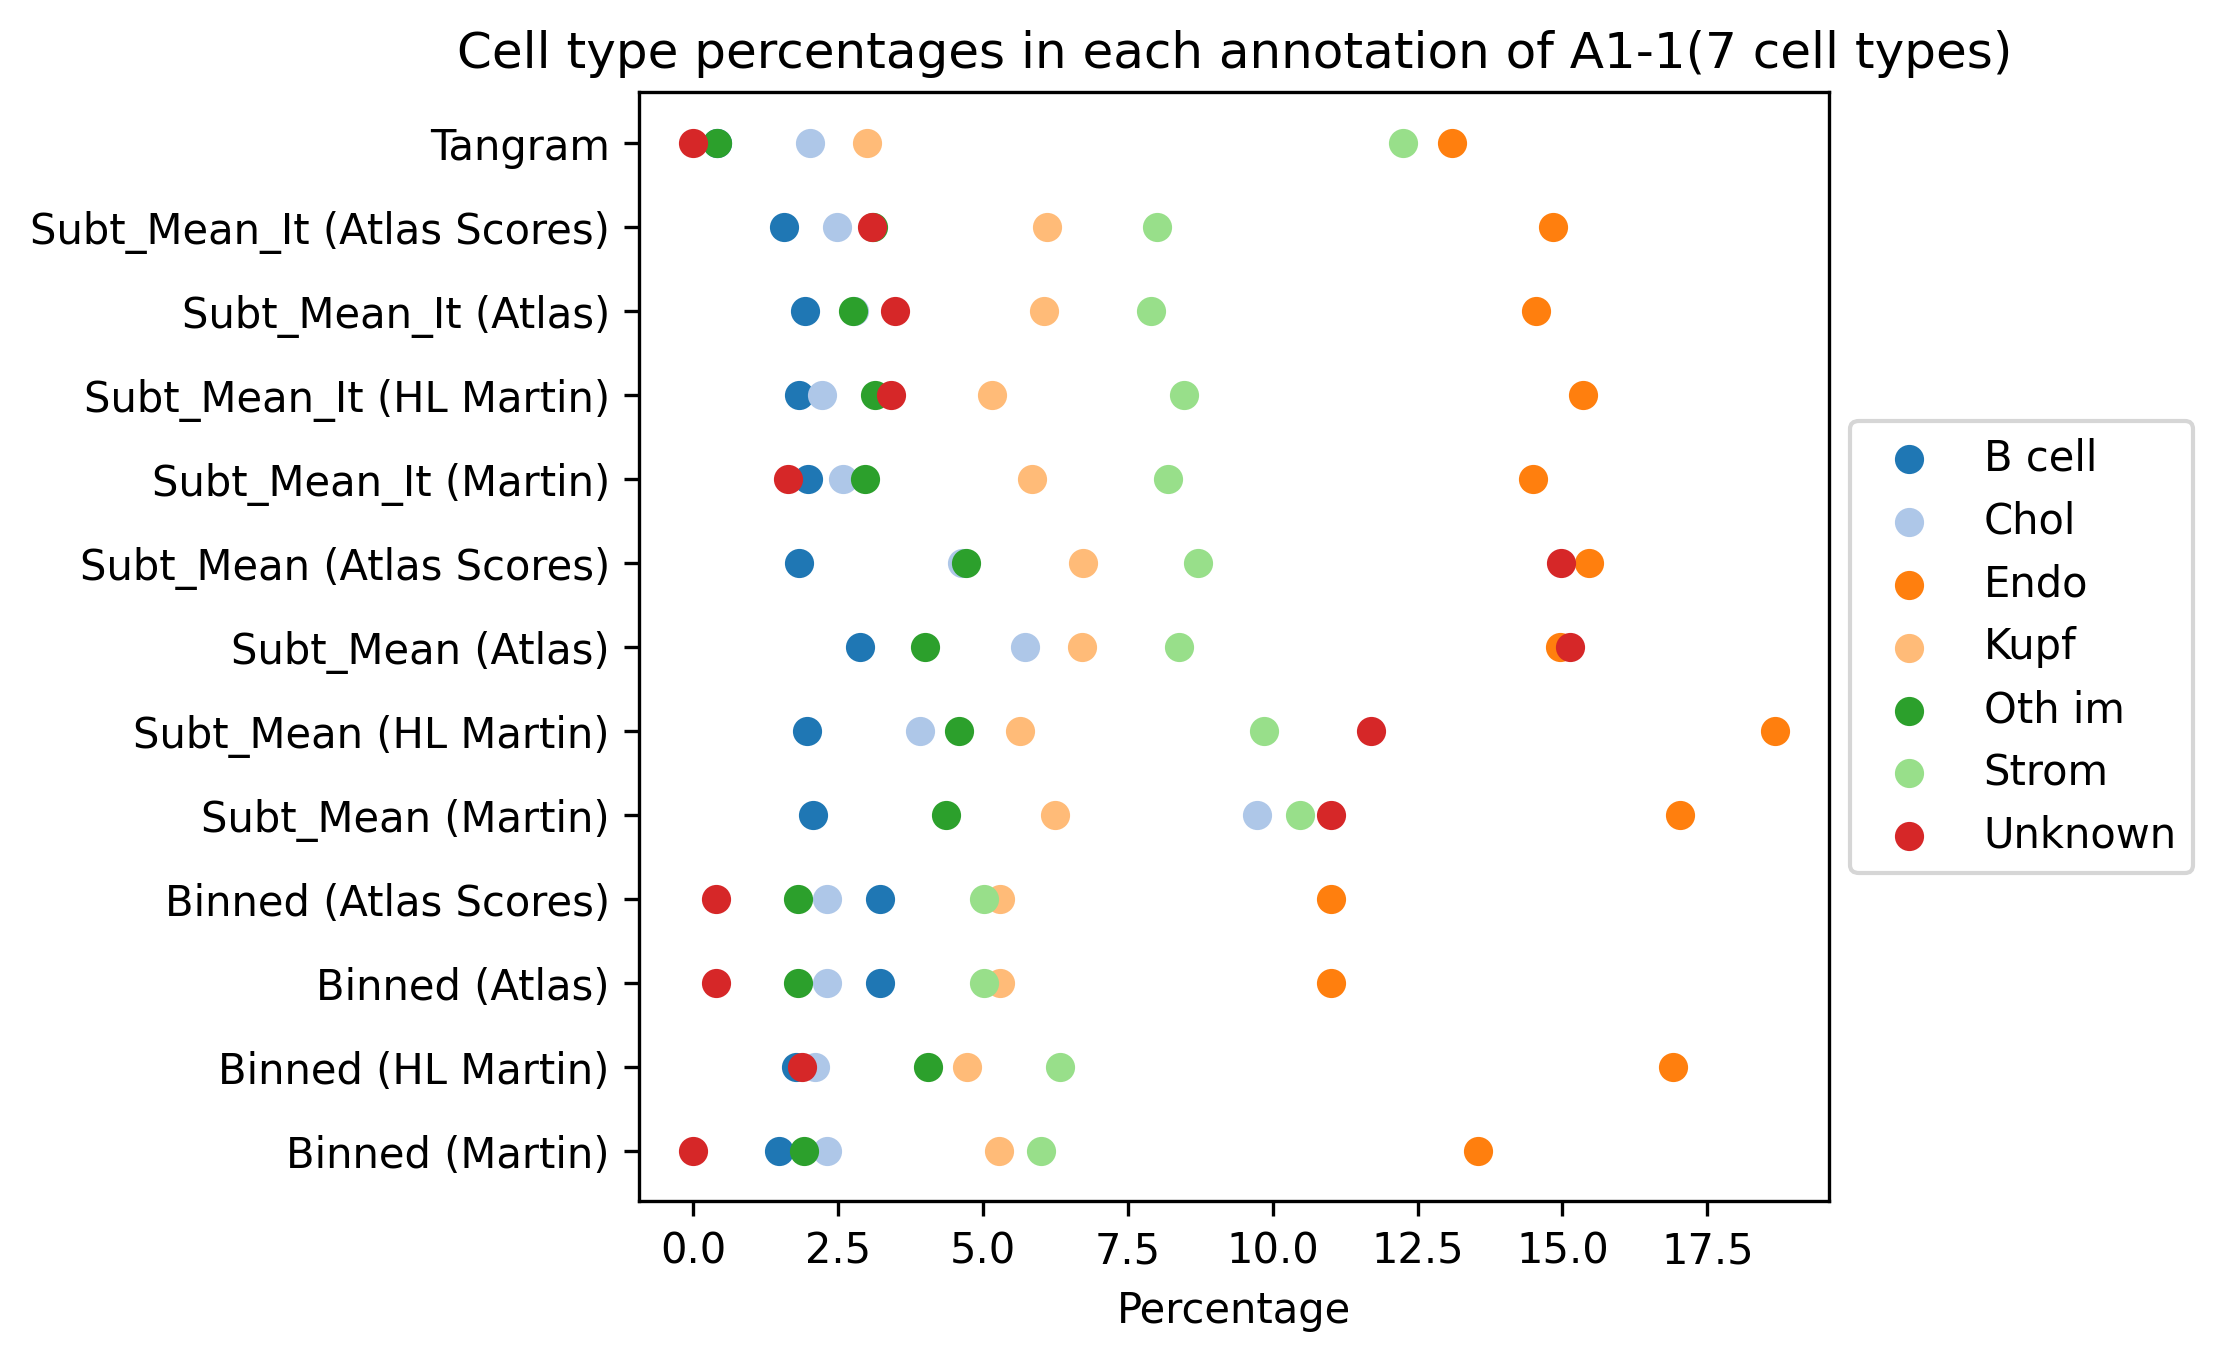 Cell type percentages in each annotation of A1-1(7 cell types)
Tangram
Subt_Mean_It (Atlas Scores)
Subt_Mean_It (Atlas)
Subt_Mean_It (HL Martin)
Subt_Mean_It (Martin)
Subt_Mean (Atlas Scores)
Subt_Mean (Atlas)
Subt_Mean (HL Martin)
Subt_Mean (Martin)
Binned (Atlas Scores)
Binned (Atlas)
Binned (HL Martin)
Binned (Martin)
0.0 2.5 5.0 7.5 10.0 12.5 15.0 17.5
Percentage
B cell
Chol
Endo
Kupf
Oth im
Strom
Unknown